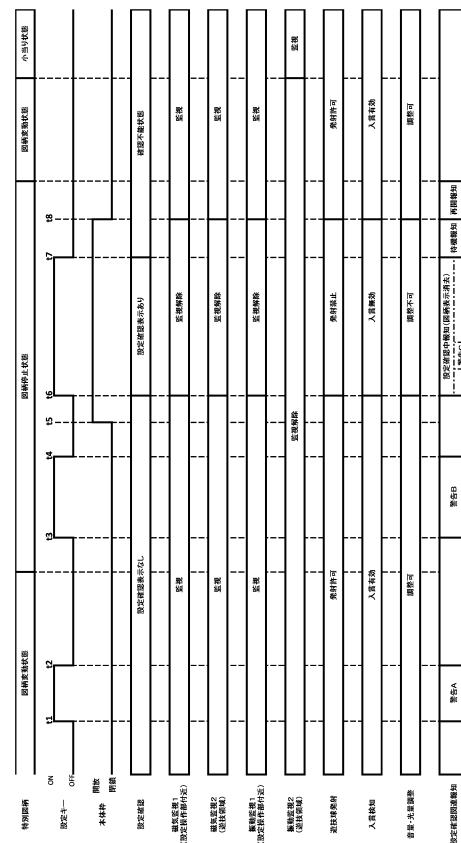 特別図柄
図柄変動状態
図柄停止状態
図柄変動状態
小当り状態
設定キー
ON
OFF
t1
t2
t3
t4
t5
t6
t7
t8
本体枠
開放
閉鎖
設定確認
設定確認表示なし
設定確認表示あり
確認不能状態
磁気監視1
(設定操作部付近)
監視
監視解除
監視
磁気監視2
(遊技領域)
監視
監視解除
監視
振動監視1
(設定操作部付近)
監視
監視解除
監視
振動監視2
(遊技領域)
監視解除
監視
遊技球発射
発射許可
発射禁止
発射許可
入賞検知
入賞有効
入賞無効
入賞有効
音量・光量調整
調整可
調整不可
調整可
設定確認関連報知
警告A
警告B
設定確認中報知(図柄表示消去)
待機報知
再開報知